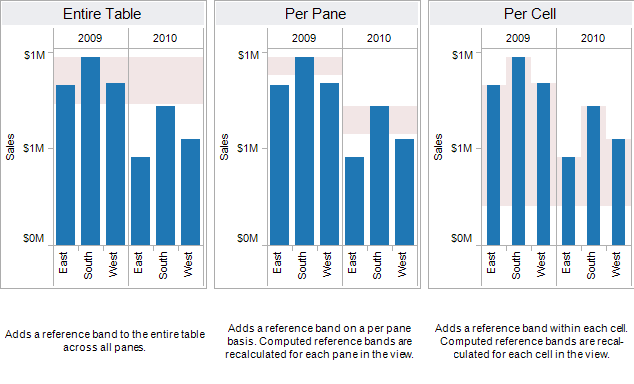 Entire Table
2009 2010
$1M
$1M
$0M
Sales
East South West East South West
Adds a reference band to the entire table
across all panes.
Per Pane
2009 2010
$1M
$1M
$0M
Sales
East South West East South West
Adds a reference band on a per pane
basis. Computed reference bands are
recalculated for each pane in the view.
Per Cell
2009 2010
$1M
$1M
$0M
Sales
East South West East South West
Adds a reference band within each cell.
Computed reference bands are recal-
culated for each cell in the view.